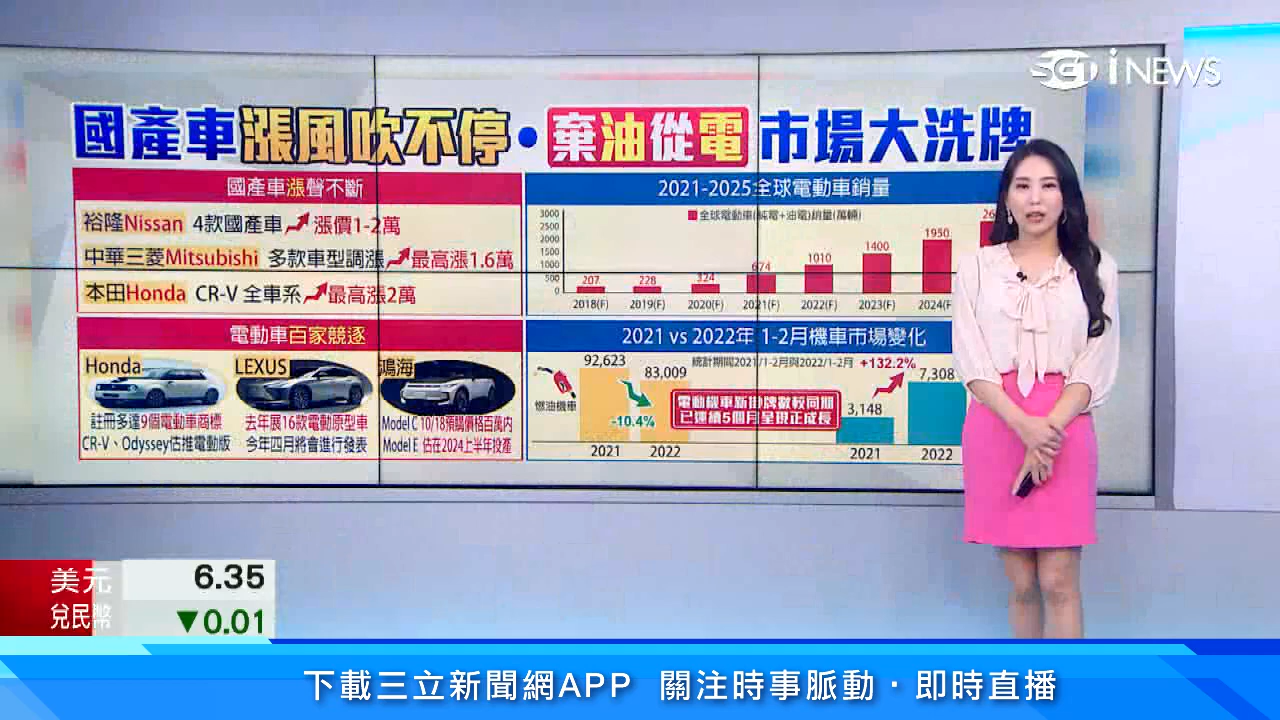 SETN iNEWS
國產車漲風吹不停・棄油從電 市場大洗牌
國產車漲聲不斷
裕隆Nissan 4款國產車 漲價1-2萬
中華三菱Mitsubishi 多款車型調漲 最高漲1.6萬
本田Honda CR-V 全車系 最高漲2萬
2021-2025全球電動車銷量
全球電動車(純電+油電)銷量(萬輛)
3000
2500
2000
1500
1000
500
0
207 228 324 674 1010 1400 1950
2018(F) 2019(F) 2020(F) 2021(F) 2022(F) 2023(F) 2024(F)
電動車百家競逐
Honda
註冊多達9個電動車商標
CR-V、Odyssey估推電動版
LEXUS
去年展16款電動原型車
今年四月將會進行發表
鴻海
Model C 10/18預購價格百萬內
Model E 估在2024上半年投產
2021 vs 2022年 1-2月機車市場變化
統計期間2021/1-2月與2022/1-2月
燃油機車
92,623
83,009
-10.4%
2021 2022
電動機車新掛牌數較同期
已連續5個月呈現正成長
+132.2%
3,148
7,308
2021 2022
美元
兌民幣
6.35
▼0.01
下載三立新聞網APP 關注時事脈動・即時直播